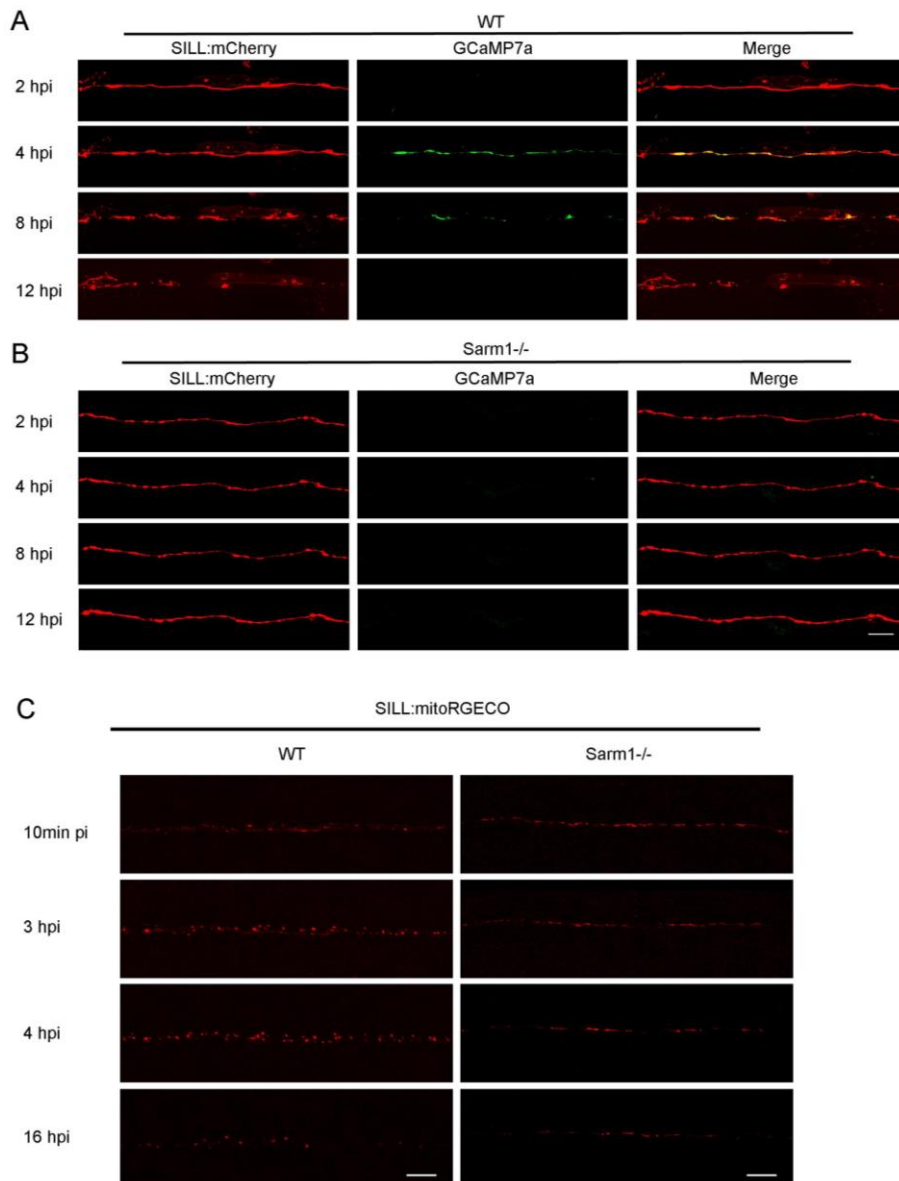 A
WT
SILL:mCherry GCaMP7a Merge
2 hpi
4 hpi
8 hpi
12 hpi
B
Sarm1-/-
SILL:mCherry GCaMP7a Merge
2 hpi
4 hpi
8 hpi
12 hpi
C
SILL:mitoRGECO
WT Sarm1-/-
10min pi
3 hpi
4 hpi
16 hpi